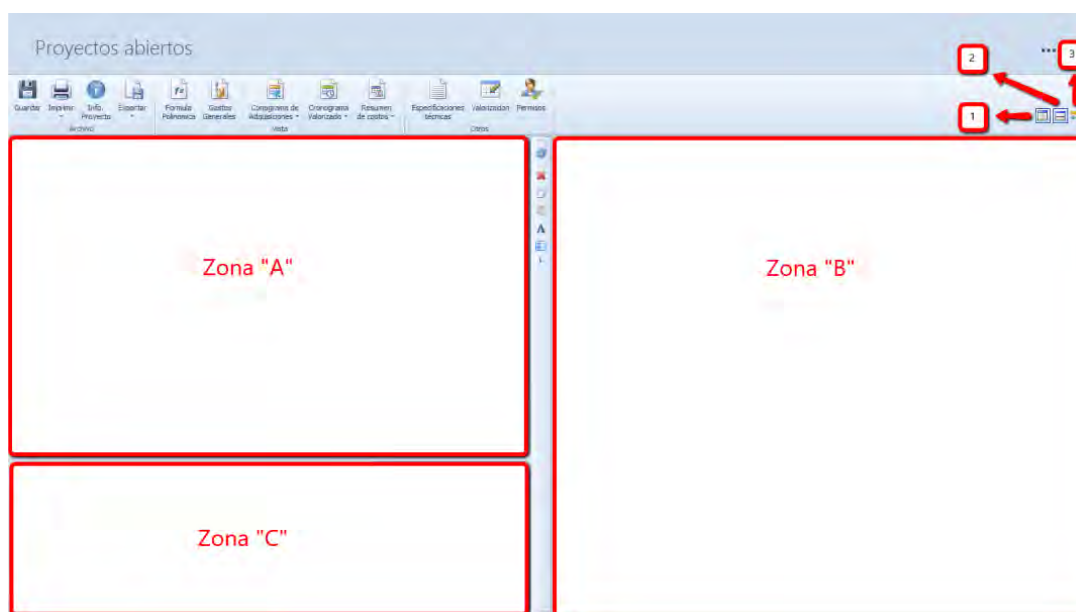 Proyectos abiertos
2
3
Guardar Imprimir Info. Proyecto Exportar
Archivo
Formula Polinomica Gastos Generales Cronograma de Adquisiciones Cronograma Valorizado Resumen de costos
Vista
Especificaciones técnicas Valorizacion Permisos
Otros
1
A
Zona "A"
Zona "B"
Zona "C"